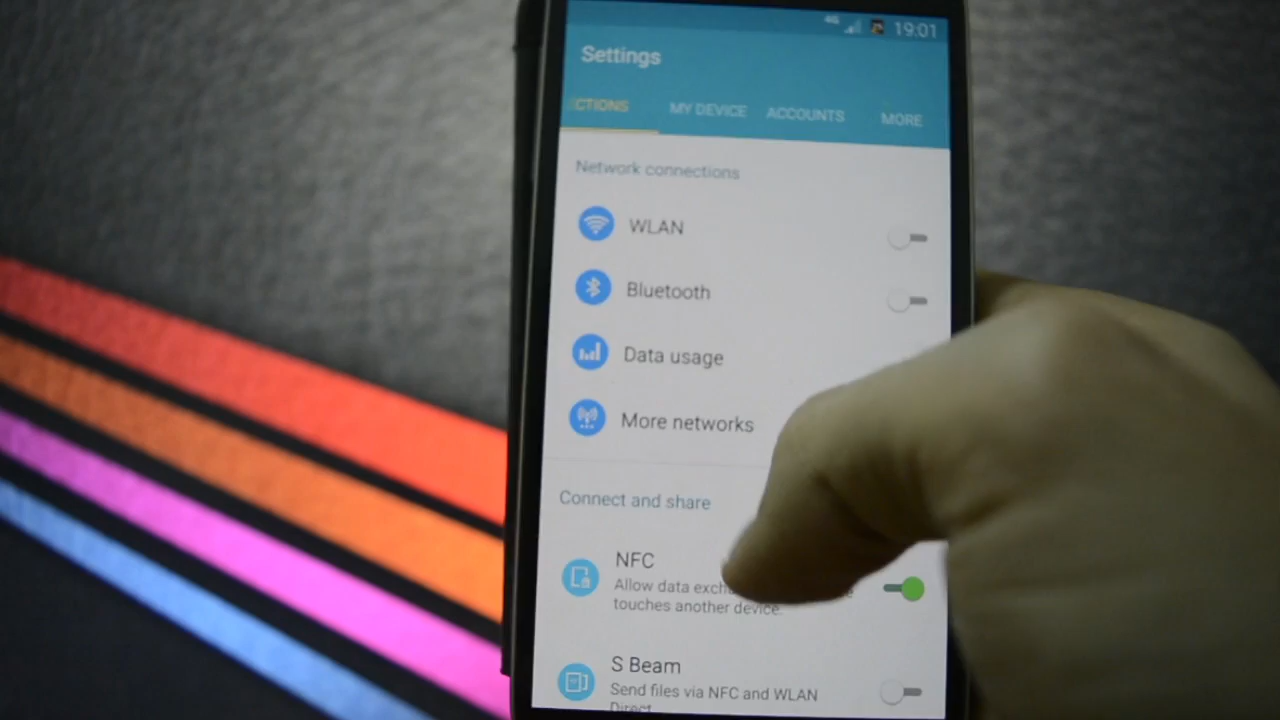 4G 19:01
Settings
CTIONS MY DEVICE ACCOUNTS MORE
Network connections
WLAN
Bluetooth
Data usage
More networks
Connect and share
NFC
Allow data exch
touches another device.
S Beam
Send files via NFC and WLAN
Direct